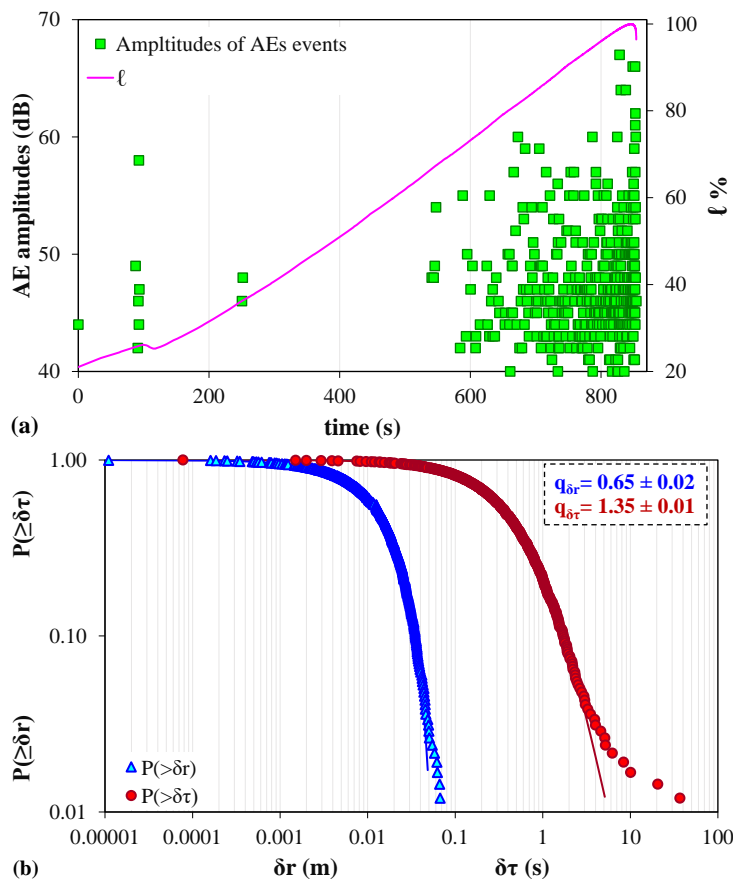 70
60
50
40
AE amplitudes (dB)
Ampltitudes of AEs events
ℓ
100
80
60
40
20
ℓ %
0
200
400
600
800
time (s)
(a)
1.00
0.10
0.01
P(≥δτ)
P(≥δr)
q_δr= 0.65 ± 0.02
q_δτ= 1.35 ± 0.01
P(>δr)
P(>δτ)
0.00001
0.0001
0.001
0.01
0.1
1
10
100
(b)
δr (m)
δτ (s)